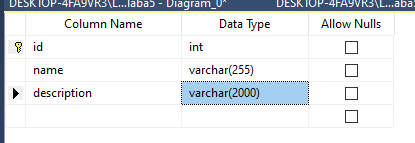 DESKTOP-4FA9VR3\L...laba5 - Diagram_0* DESKTOP-4FA9VR3\L...aba5
Column Name Data Type Allow Nulls
id int
name varchar(255)
description varchar(2000)